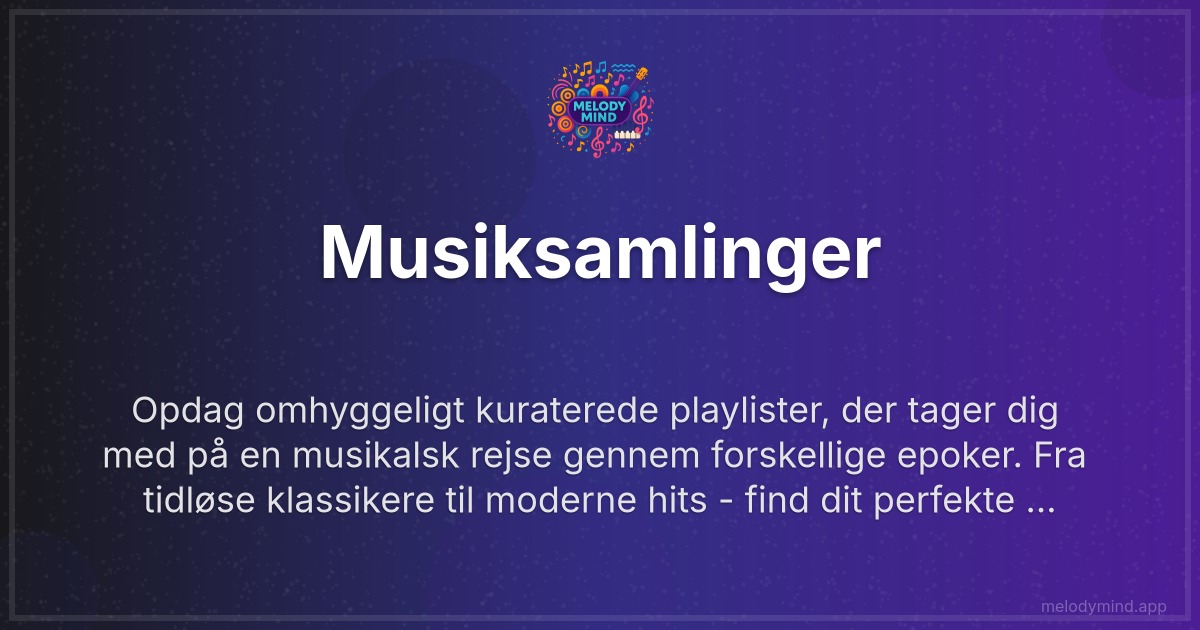 MELODY
MIND
Musiksamlinger
Opdag omhyggeligt kuraterede playlister, der tager dig
med på en musikalsk rejse gennem forskellige epoker. Fra
tidløse klassikere til moderne hits - find dit perfekte ...
melodymind.app